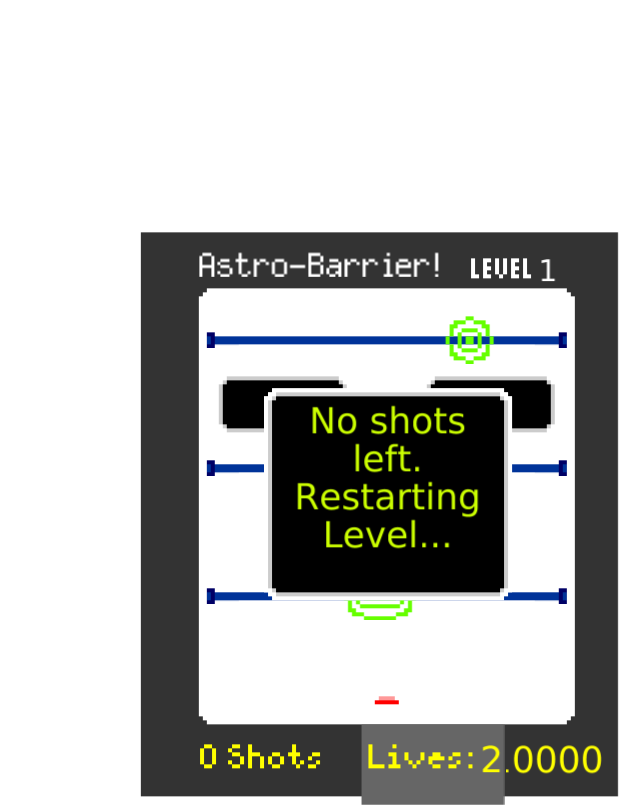 Astro-Barrier! LEVEL 1
No shots
left.
Restarting
Level...
0 Shots Lives: 2.0000